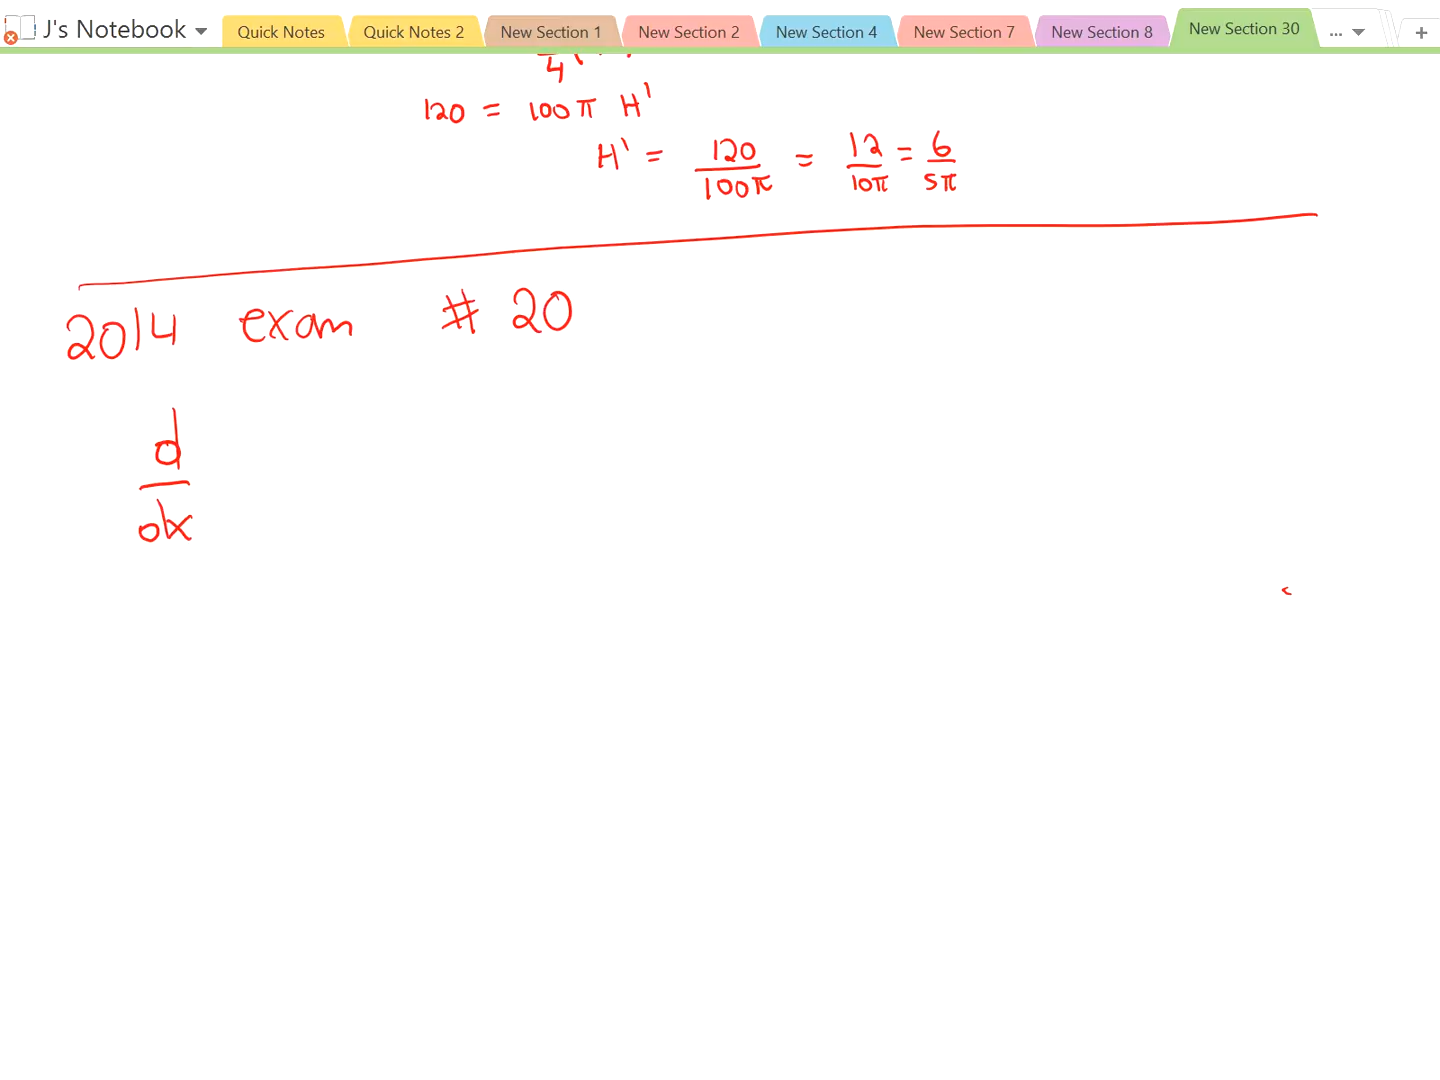 J's Notebook Quick Notes Quick Notes 2 New Section 1 New Section 2 New Section 4 New Section 7 New Section 8 New Section 30 ... +
4
120 = 100π H'
H' = 120/100π = 12/10π = 6/5π
2014 exam # 20
d/dx